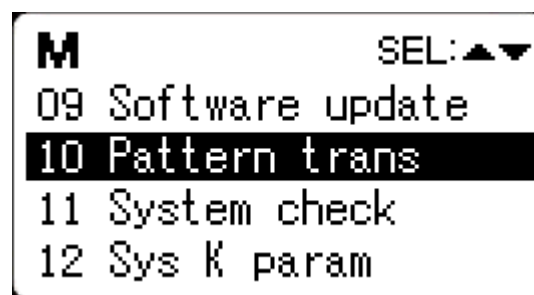 M SEL:▲▼
09 Software update
10 Pattern trans
11 System check
12 Sys K param